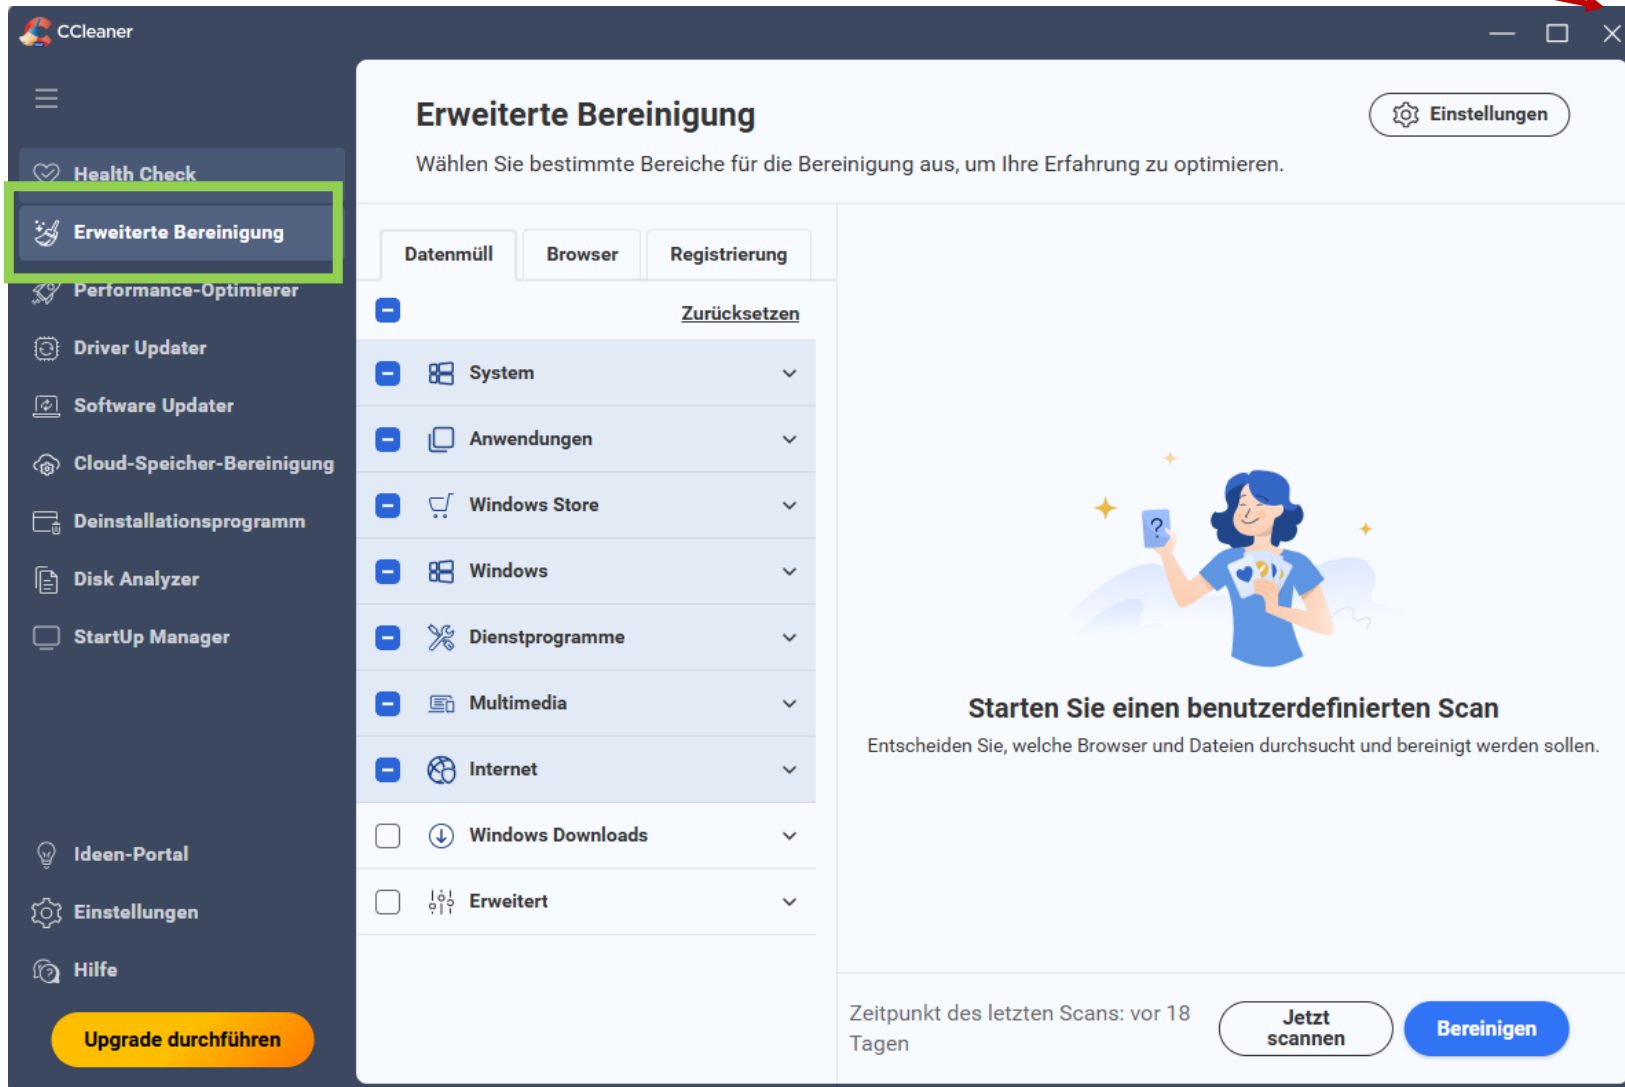 CCleaner
Health Check
Erweiterte Bereinigung
Performance-Optimierer
Driver Updater
Software Updater
Cloud-Speicher-Bereinigung
Deinstallationsprogramm
Disk Analyzer
StartUp Manager
Ideen-Portal
Einstellungen
Hilfe
Upgrade durchführen
Erweiterte Bereinigung
Einstellungen
Wählen Sie bestimmte Bereiche für die Bereinigung aus, um Ihre Erfahrung zu optimieren.
Datenmüll Browser Registrierung
Zurücksetzen
System
Anwendungen
Windows Store
Windows
Dienstprogramme
Multimedia
Internet
Windows Downloads
Erweitert
?
?
Starten Sie einen benutzerdefinierten Scan
Entscheiden Sie, welche Browser und Dateien durchsucht und bereinigt werden sollen.
Zeitpunkt des letzten Scans: vor 18
Tagen
Jetzt
scannen
Bereinigen